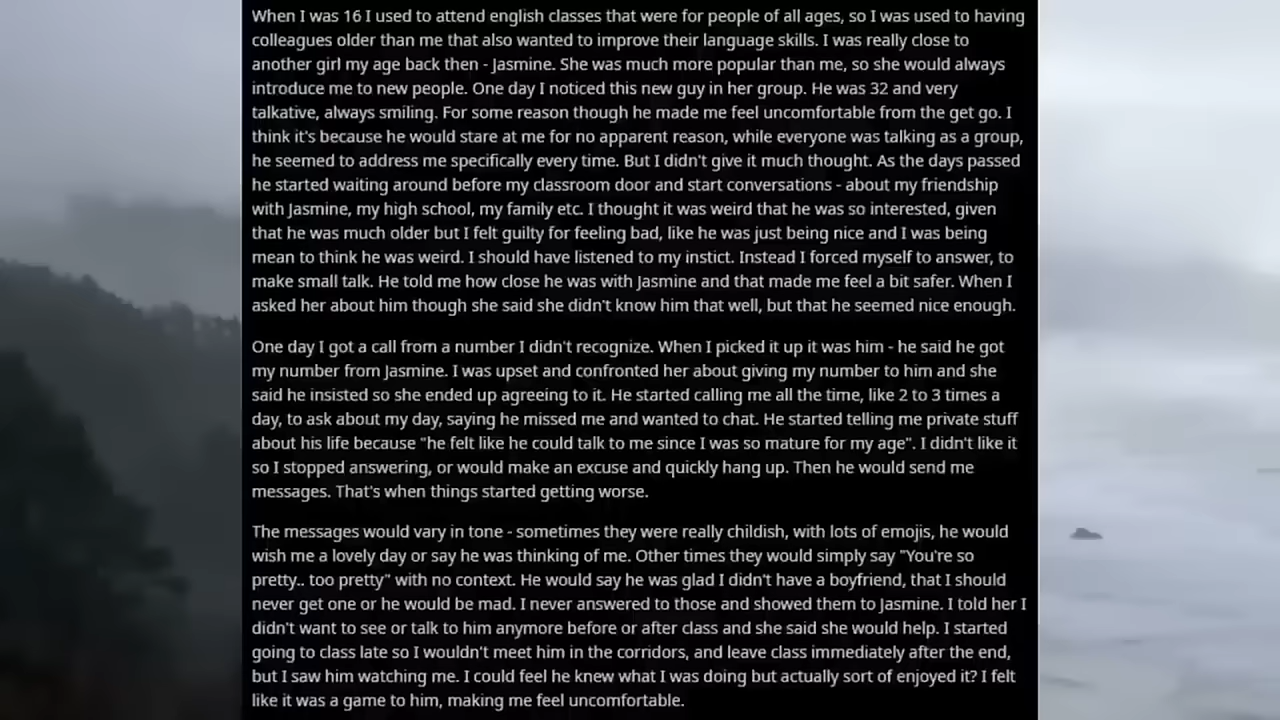 When I was 16 I used to attend english classes that were for people of all ages, so I was used to having
colleagues older than me that also wanted to improve their language skills. I was really close to
another girl my age back then - Jasmine. She was much more popular than me, so she would always
introduce me to new people. One day I noticed this new guy in her group. He was 32 and very
talkative, always smiling. For some reason though he made me feel uncomfortable from the get go. I
think it's because he would stare at me for no apparent reason, while everyone was talking as a group,
he seemed to address me specifically every time. But I didn't give it much thought. As the days passed
he started waiting around before my classroom door and start conversations - about my friendship
with Jasmine, my high school, my family etc. I thought it was weird that he was so interested, given
that he was much older but I felt guilty for feeling bad, like he was just being nice and I was being
mean to think he was weird. I should have listened to my instict. Instead I forced myself to answer, to
make small talk. He told me how close he was with Jasmine and that made me feel a bit safer. When I
asked her about him though she said she didn't know him that well, but that he seemed nice enough.
One day I got a call from a number I didn't recognize. When I picked it up it was him - he said he got
my number from Jasmine. I was upset and confronted her about giving my number to him and she
said he insisted so she ended up agreeing to it. He started calling me all the time, like 2 to 3 times a
day, to ask about my day, saying he missed me and wanted to chat. He started telling me private stuff
about his life because "he felt like he could talk to me since I was so mature for my age". I didn't like it
so I stopped answering, or would make an excuse and quickly hang up. Then he would send me
messages. That's when things started getting worse.
The messages would vary in tone - sometimes they were really childish, with lots of emojis, he would
wish me a lovely day or say he was thinking of me. Other times they would simply say "You're so
pretty.. too pretty" with no context. He would say he was glad I didn't have a boyfriend, that I should
never get one or he would be mad. I never answered to those and showed them to Jasmine. I told her I
didn't want to see or talk to him anymore before or after class and she said she would help. I started
going to class late so I wouldn't meet him in the corridors, and leave class immediately after the end,
but I saw him watching me. I could feel he knew what I was doing but actually sort of enjoyed it? I felt
like it was a game to him, making me feel uncomfortable.